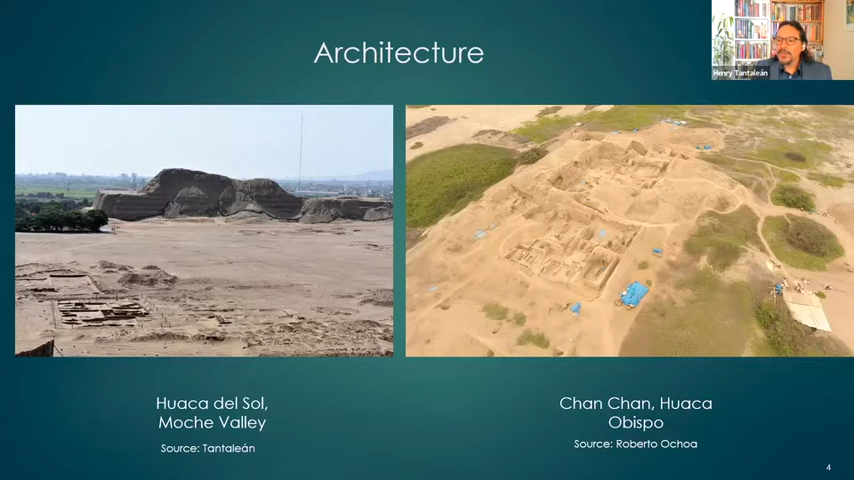 Architecture
Henry Tantaleán
Huaca del Sol,
Moche Valley
Source: Tantaleán
Chan Chan, Huaca
Obispo
Source: Roberto Ochoa
4